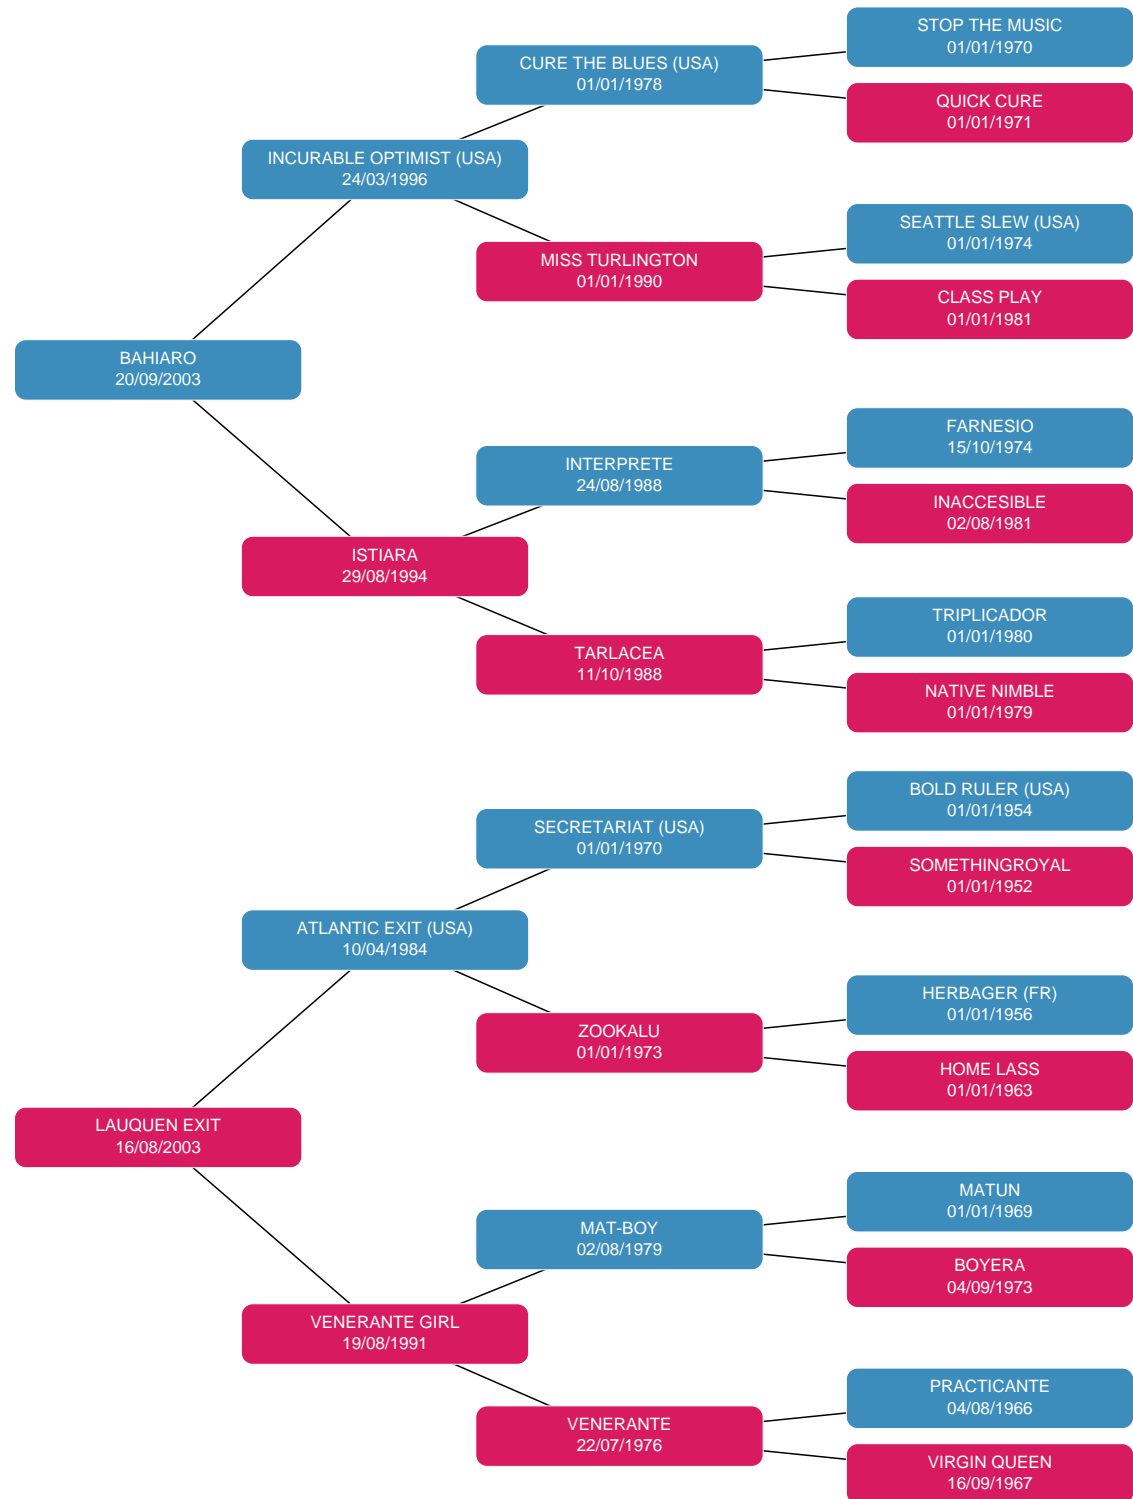 STOP THE MUSIC
01/01/1970
CURE THE BLUES (USA)
01/01/1978
QUICK CURE
01/01/1971
INCURABLE OPTIMIST (USA)
24/03/1996
SEATTLE SLEW (USA)
01/01/1974
MISS TURLINGTON
01/01/1990
CLASS PLAY
01/01/1981
BAHIARO
20/09/2003
FARNESIO
15/10/1974
INTERPRETE
24/08/1988
INACCESIBLE
02/08/1981
ISTIARA
29/08/1994
TRIPLICADOR
01/01/1980
TARLACEA
11/10/1988
NATIVE NIMBLE
01/01/1979
BOLD RULER (USA)
01/01/1954
SECRETARIAT (USA)
01/01/1970
SOMETHINGROYAL
01/01/1952
ATLANTIC EXIT (USA)
10/04/1984
HERBAGER (FR)
01/01/1956
ZOOKALU
01/01/1973
HOME LASS
01/01/1963
LAUQUEN EXIT
16/08/2003
MATUN
01/01/1969
MAT-BOY
02/08/1979
BOYERA
04/09/1973
VENERANTE GIRL
19/08/1991
PRACTICANTE
04/08/1966
VENERANTE
22/07/1976
VIRGIN QUEEN
16/09/1967